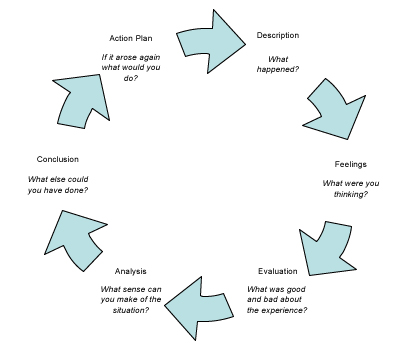 Description
What
happened?
Feelings
What were you
thinking?
Evaluation
What was good
and bad about
the experience?
Analysis
What sense can
you make of the
situation?
Conclusion
What else could
you have done?
Action Plan
If it arose again
what would you
do?